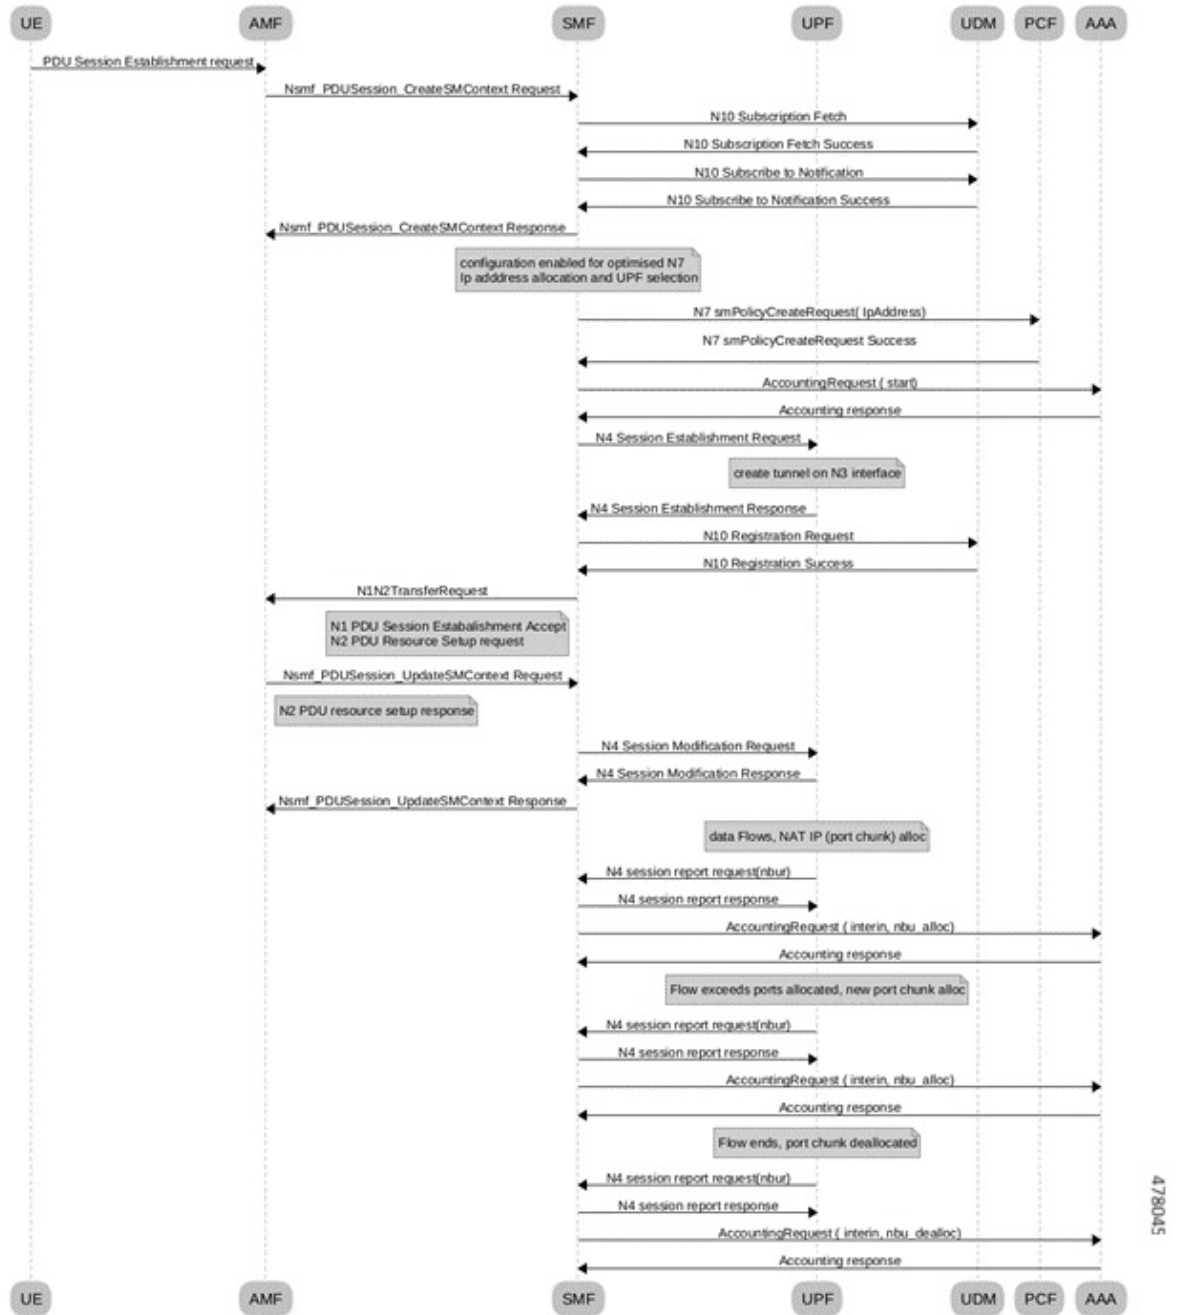 UE AMF SMF UPF UDM PCF AAA
PDU Session Establishment request
Nsmf_PDUSession_CreateSMContext Request
N10 Subscription Fetch
N10 Subscription Fetch Success
N10 Subscribe to Notification
N10 Subscribe to Notification Success
Nsmf_PDUSession_CreateSMContext Response
configuration enabled for optimised N7
Ip adddress allocation and UPF selection
N7 smPolicyCreateRequest( IpAddress)
N7 smPolicyCreateRequest Success
AccountingRequest ( start)
Accounting response
N4 Session Establishment Request
create tunnel on N3 interface
N4 Session Establishment Response
N10 Registration Request
N10 Registration Success
N1N2TransferRequest
N1 PDU Session Estabalishment Accept
N2 PDU Resource Setup request
Nsmf_PDUSession_UpdateSMContext Request
N2 PDU resource setup response
N4 Session Modification Request
N4 Session Modification Response
Nsmf_PDUSession_UpdateSMContext Response
data Flows, NAT IP (port chunk) alloc
N4 session report request(nbur)
N4 session report response
AccountingRequest ( interin, nbu_alloc)
Accounting response
Flow exceeds ports allocated, new port chunk alloc
N4 session report request(nbur)
N4 session report response
AccountingRequest ( interin, nbu_alloc)
Accounting response
Flow ends, port chunk deallocated
N4 session report request(nbur)
N4 session report response
AccountingRequest ( interin, nbu_dealloc)
Accounting response
UE AMF SMF UPF UDM PCF AAA
478045